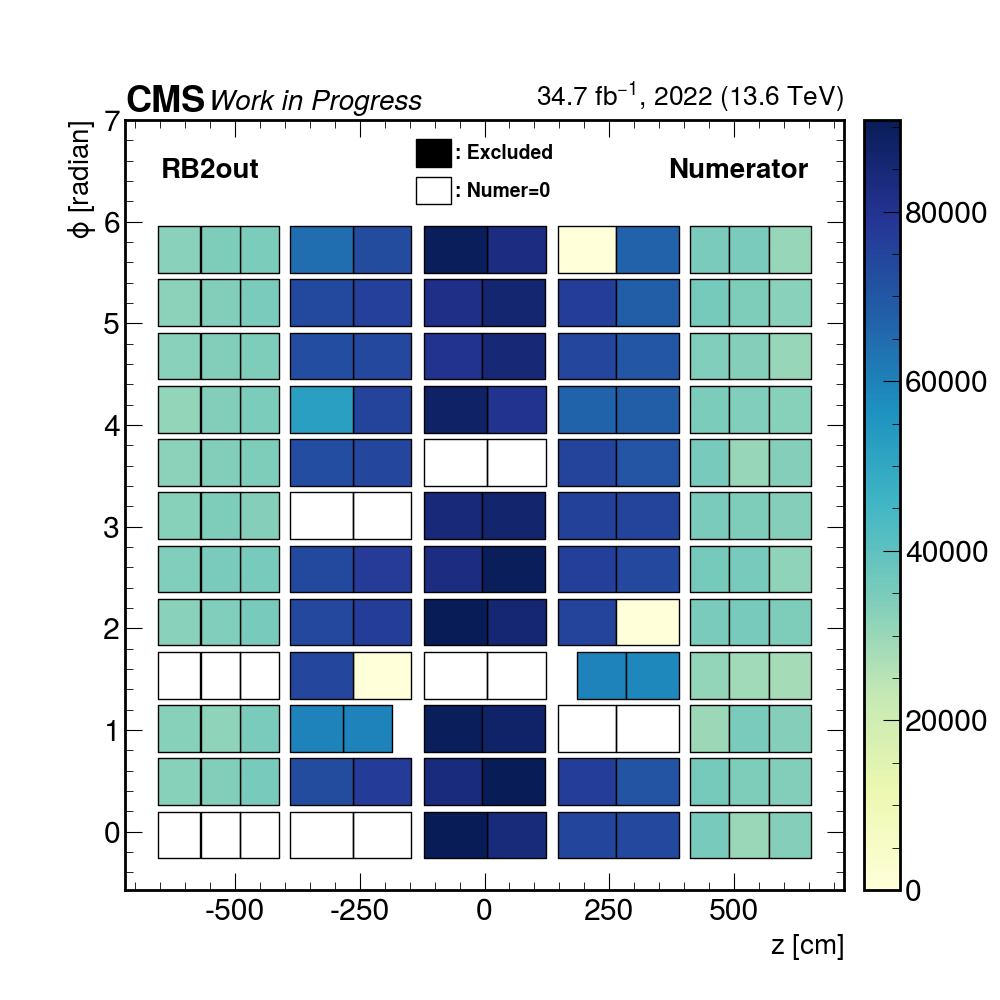 CMS Work in Progress
34.7 fb⁻¹, 2022 (13.6 TeV)
RB2out
: Excluded
: Numer=0
Numerator
ϕ [radian]
7
6
5
4
3
2
1
0
-500
-250
0
250
500
z [cm]
80000
60000
40000
20000
0